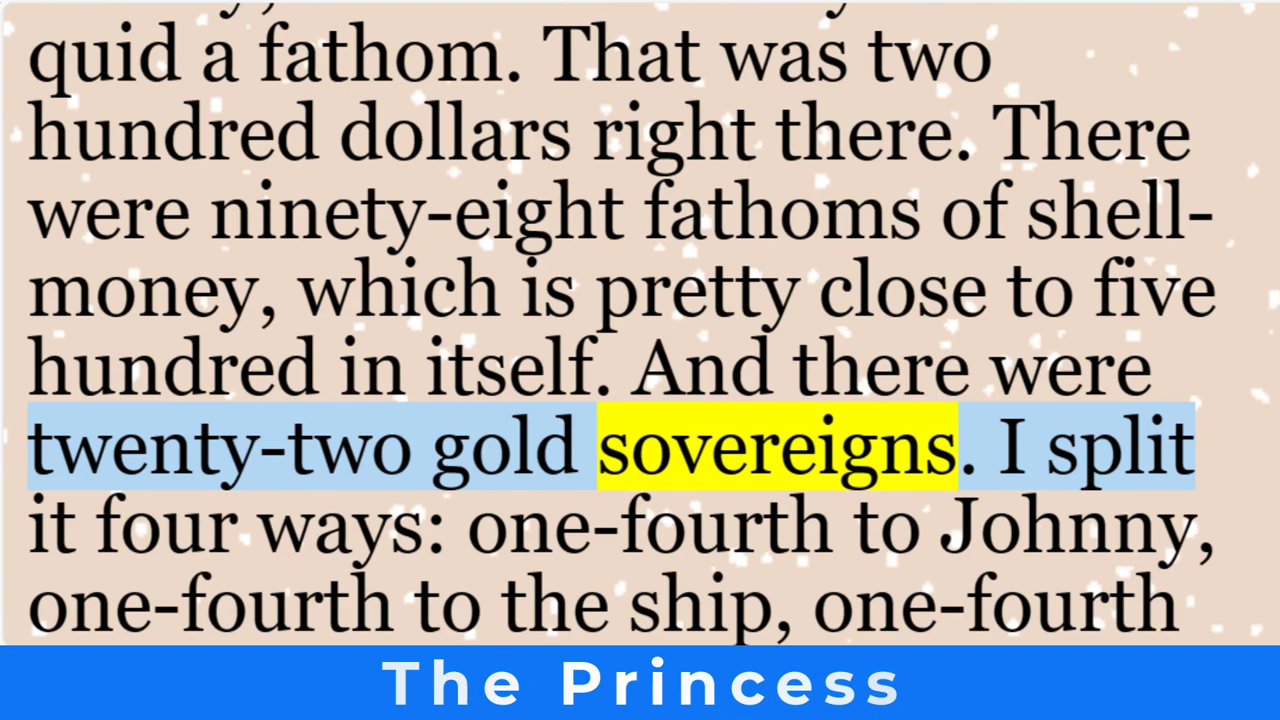 quid a fathom. That was two
hundred dollars right there. There
were ninety-eight fathoms of shell-
money, which is pretty close to five
hundred in itself. And there were
twenty-two gold sovereigns. I split
it four ways: one-fourth to Johnny,
one-fourth to the ship, one-fourth
The Princess